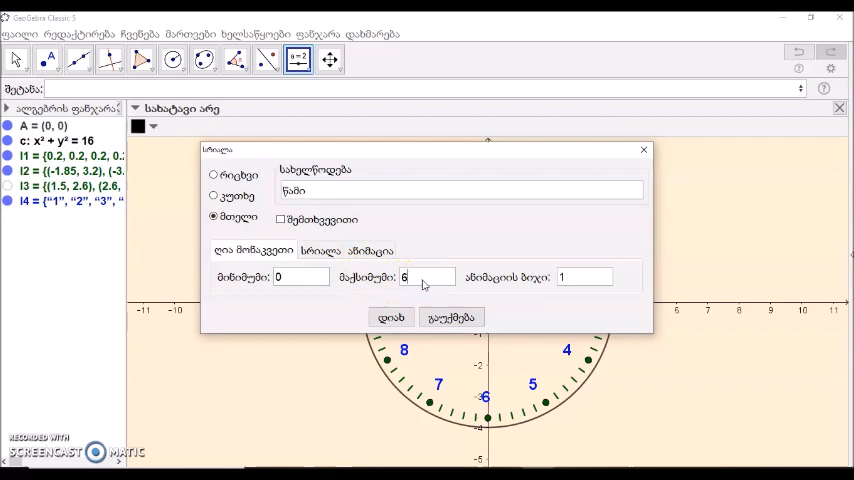 GeoGebra Classic 5
ფაილი რედაქტირება ჩვენება მართვები ხელსაწყოები ფანჯარა დახმარება
A
a = 2
შეტანა:
ალგებრის ფანჯარა
სახატავი არე
A = (0, 0)
c: x² + y² = 16
l1 = {0.2, 0.2, 0.2, 0.
l2 = {(-1.85, 3.2), (-3.
l3 = {(1.5, 2.6), (2.6,
l4 = {“1”, “2”, “3”, “
სრიალა
რიცხვი
კუთხე
მთელი
სახელწოდება
წამი
შემთხვევითი
ღია მონაკვეთი სრიალა ანიმაცია
მინიმუმი: 0 მაქსიმუმი: 6 ანიმაციის ბიჯი: 1
დიახ გაუქმება
-11 -10 6 7 8 9 10 11
8 4
7 5
6
-1
-2
-3
-4
-5
RECORDED WITH
SCREENCAST MATIC